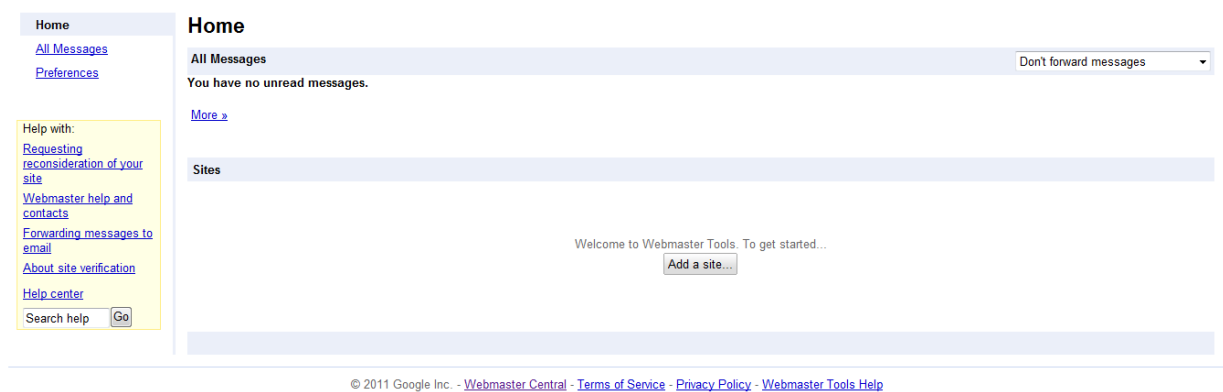 Home
All Messages
Preferences
Help with:
Requesting
reconsideration of your
site
Webmaster help and
contacts
Forwarding messages to
email
About site verification
Help center
Search help Go
Home
All Messages Don't forward messages
You have no unread messages.
More »
Sites
Welcome to Webmaster Tools. To get started...
Add a site...
© 2011 Google Inc. - Webmaster Central - Terms of Service - Privacy Policy - Webmaster Tools Help